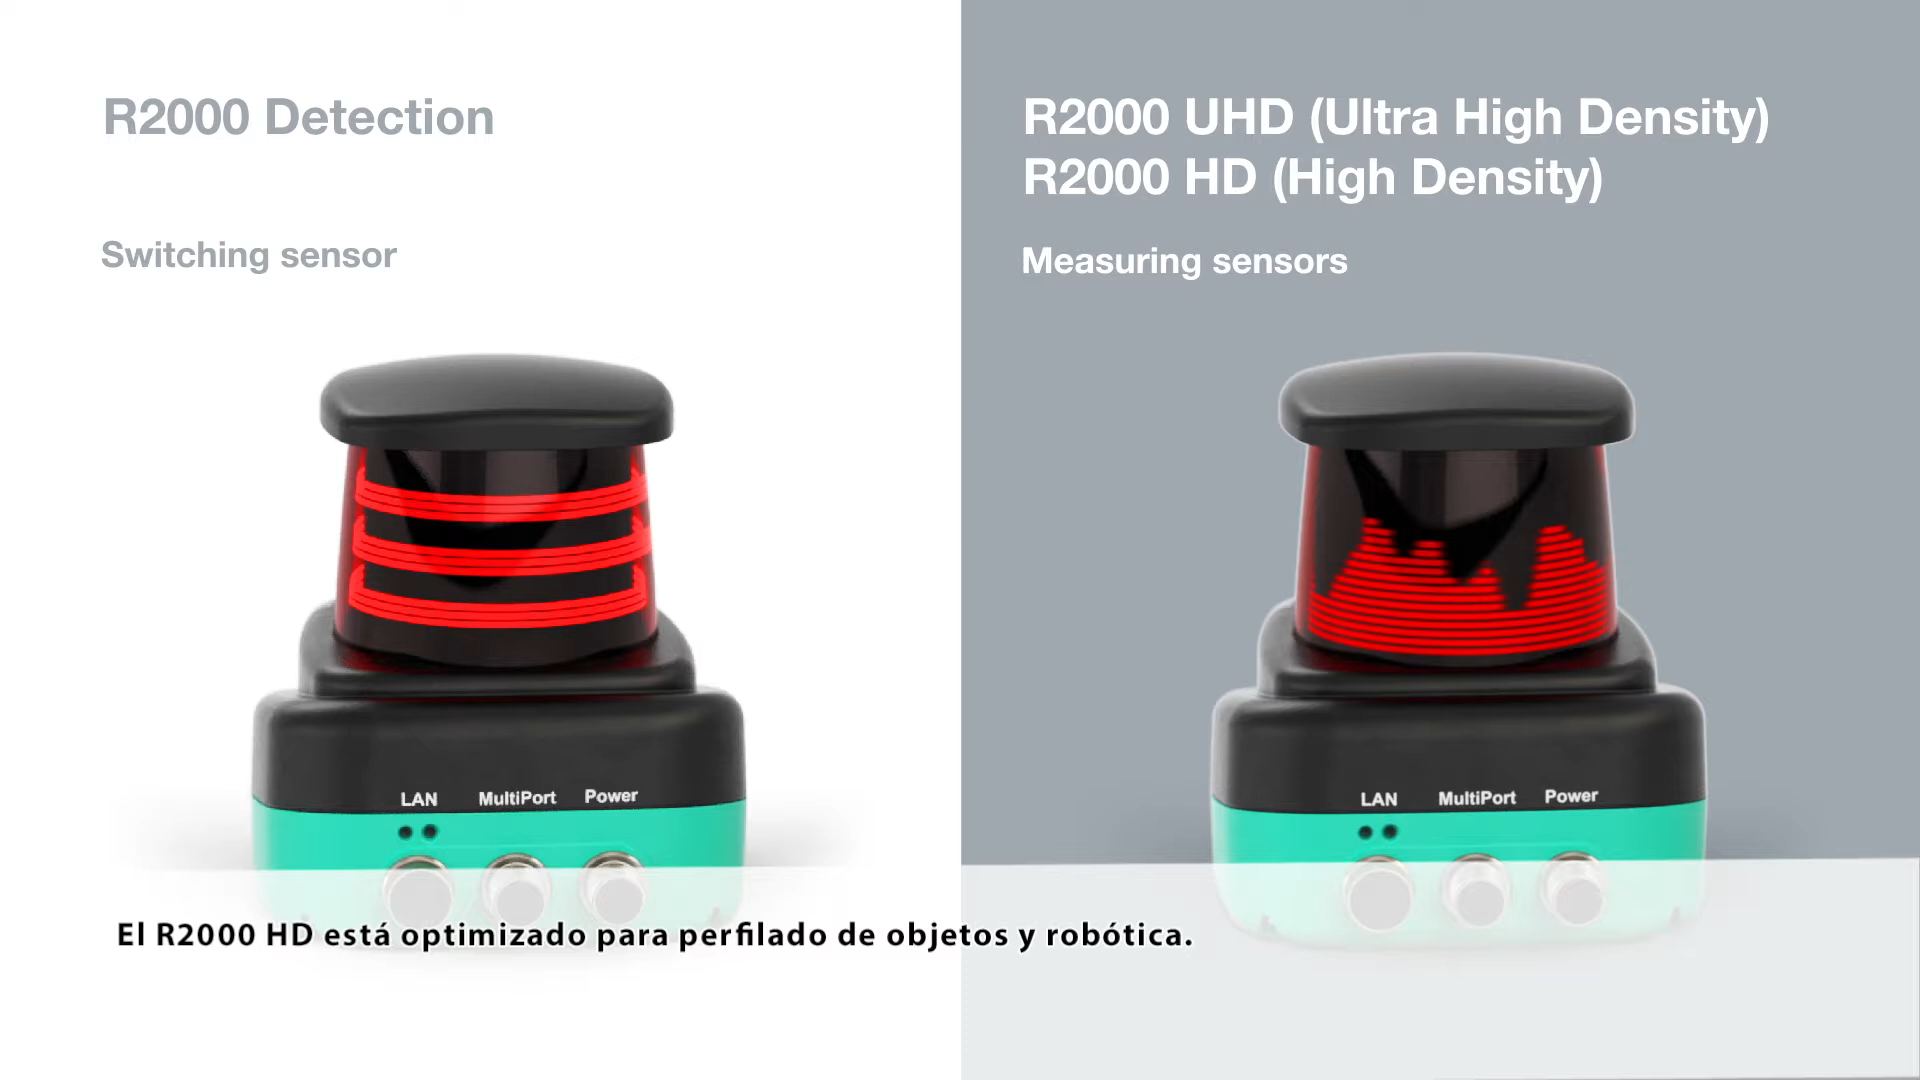 R2000 Detection
Switching sensor
R2000 UHD (Ultra High Density)
R2000 HD (High Density)
Measuring sensors
LAN MultiPort Power
LAN MultiPort Power
El R2000 HD está optimizado para perfilado de objetos y robótica.